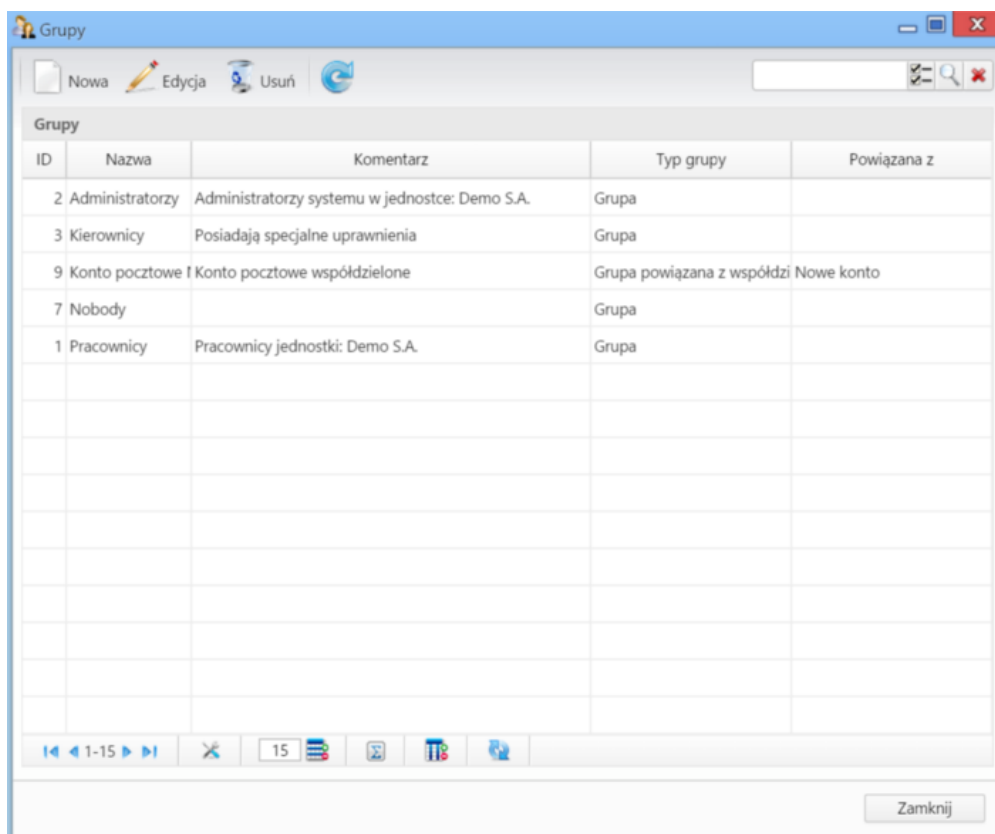 Grupy
Nowa Edycja Usuń
Grupy
ID Nazwa Komentarz Typ grupy Powiązana z
2 Administratorzy Administratorzy systemu w jednostce: Demo S.A. Grupa
3 Kierownicy Posiadają specjalne uprawnienia Grupa
9 Konto pocztowe Konto pocztowe współdzielone Grupa powiązana z współdzi Nowe konto
7 Nobody Grupa
1 Pracownicy Pracownicy jednostki: Demo S.A. Grupa
1-15 15
Zamknij